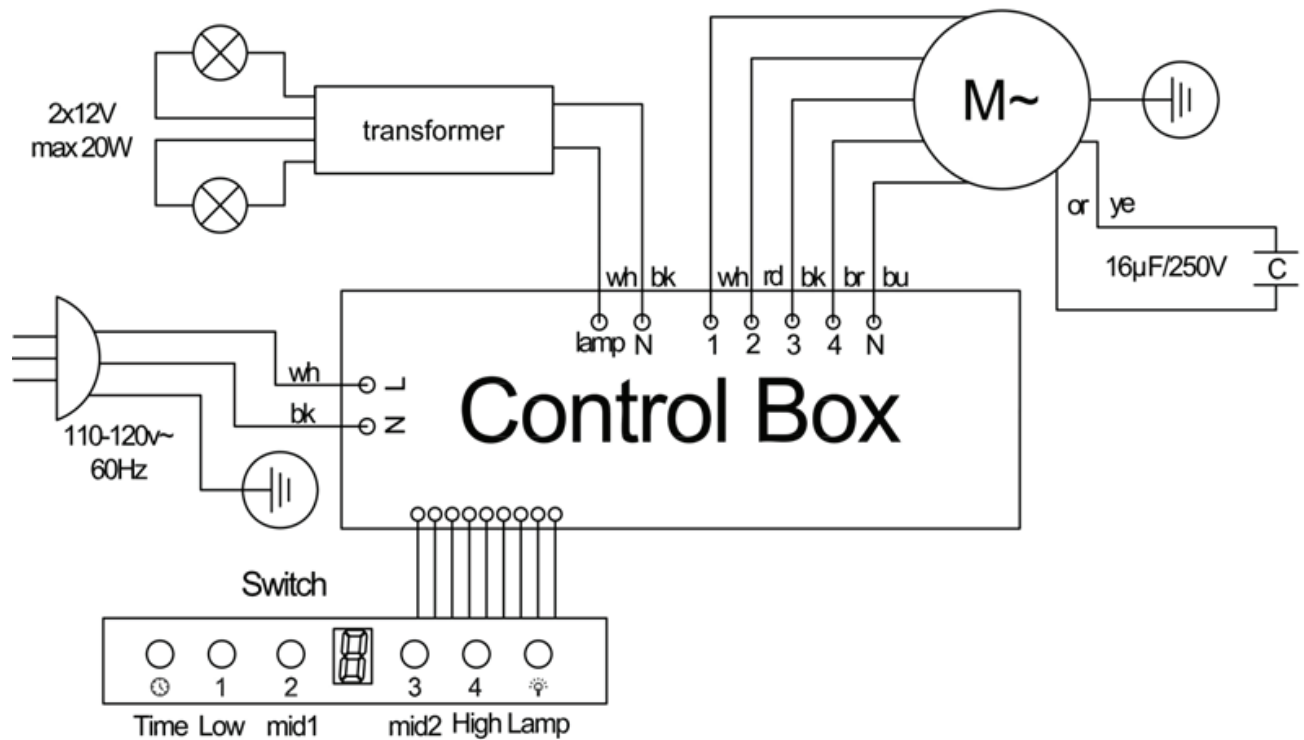 2x12V
max 20W
transformer
M~
or ye
16µF/250V
C
wh bk wh rd bk br bu
lamp N 1 2 3 4 N
wh L
bk N
Control Box
110-120v~
60Hz
Switch
8
1 2 3 4
Time Low mid1 mid2 High Lamp